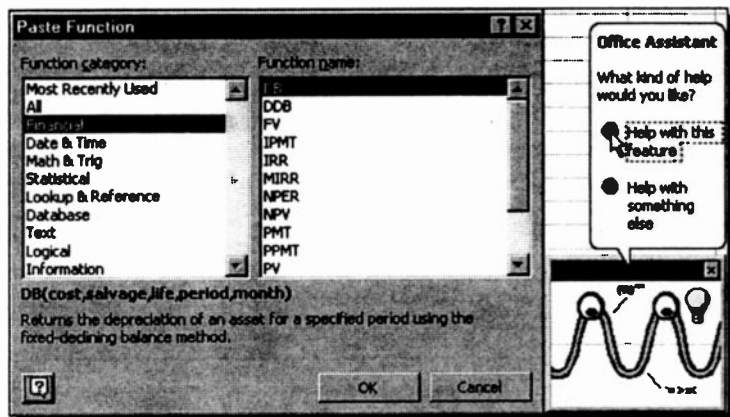 Paste Function
Function category:
Most Recently Used
All
Financial
Date & Time
Math & Trig
Statistical
Lookup & Reference
Database
Text
Logical
Information
Function name:
DB
DDB
FV
IPMT
IRR
MIRR
NPER
NPV
PMT
PPMT
PV
DB(cost,salvage,life,period,month)
Returns the depreciation of an asset for a specified period using the
fixed-declining balance method.
OK
Cancel
Office Assistant
What kind of help
would you like?
Help with this
feature
Help with
something
else